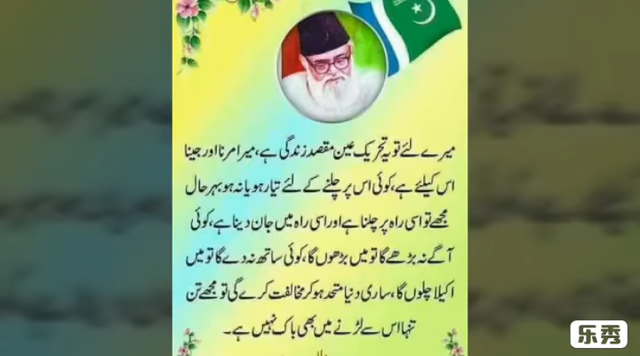 میرے لئے تو یہ تحریک عین مقصد زندگی ہے، میرا مرنا اور جینا
اس کیلئے ہے، کوئی اس پر چلنے کے لئے تیار ہو یا نہ ہو بہر حال
مجھے تو اسی راہ پر چلنا ہے اور اسی راہ میں جان دینا ہے، کوئی
آگے نہ بڑھے گا تو میں بڑھوں گا، کوئی ساتھ نہ دے گا تو میں
اکیلا چلوں گا، ساری دنیا متحد ہو کر مخالفت کرے گی تو مجھے تن
تنہا اس سے لڑنے میں بھی باک نہیں ہے۔
乐秀